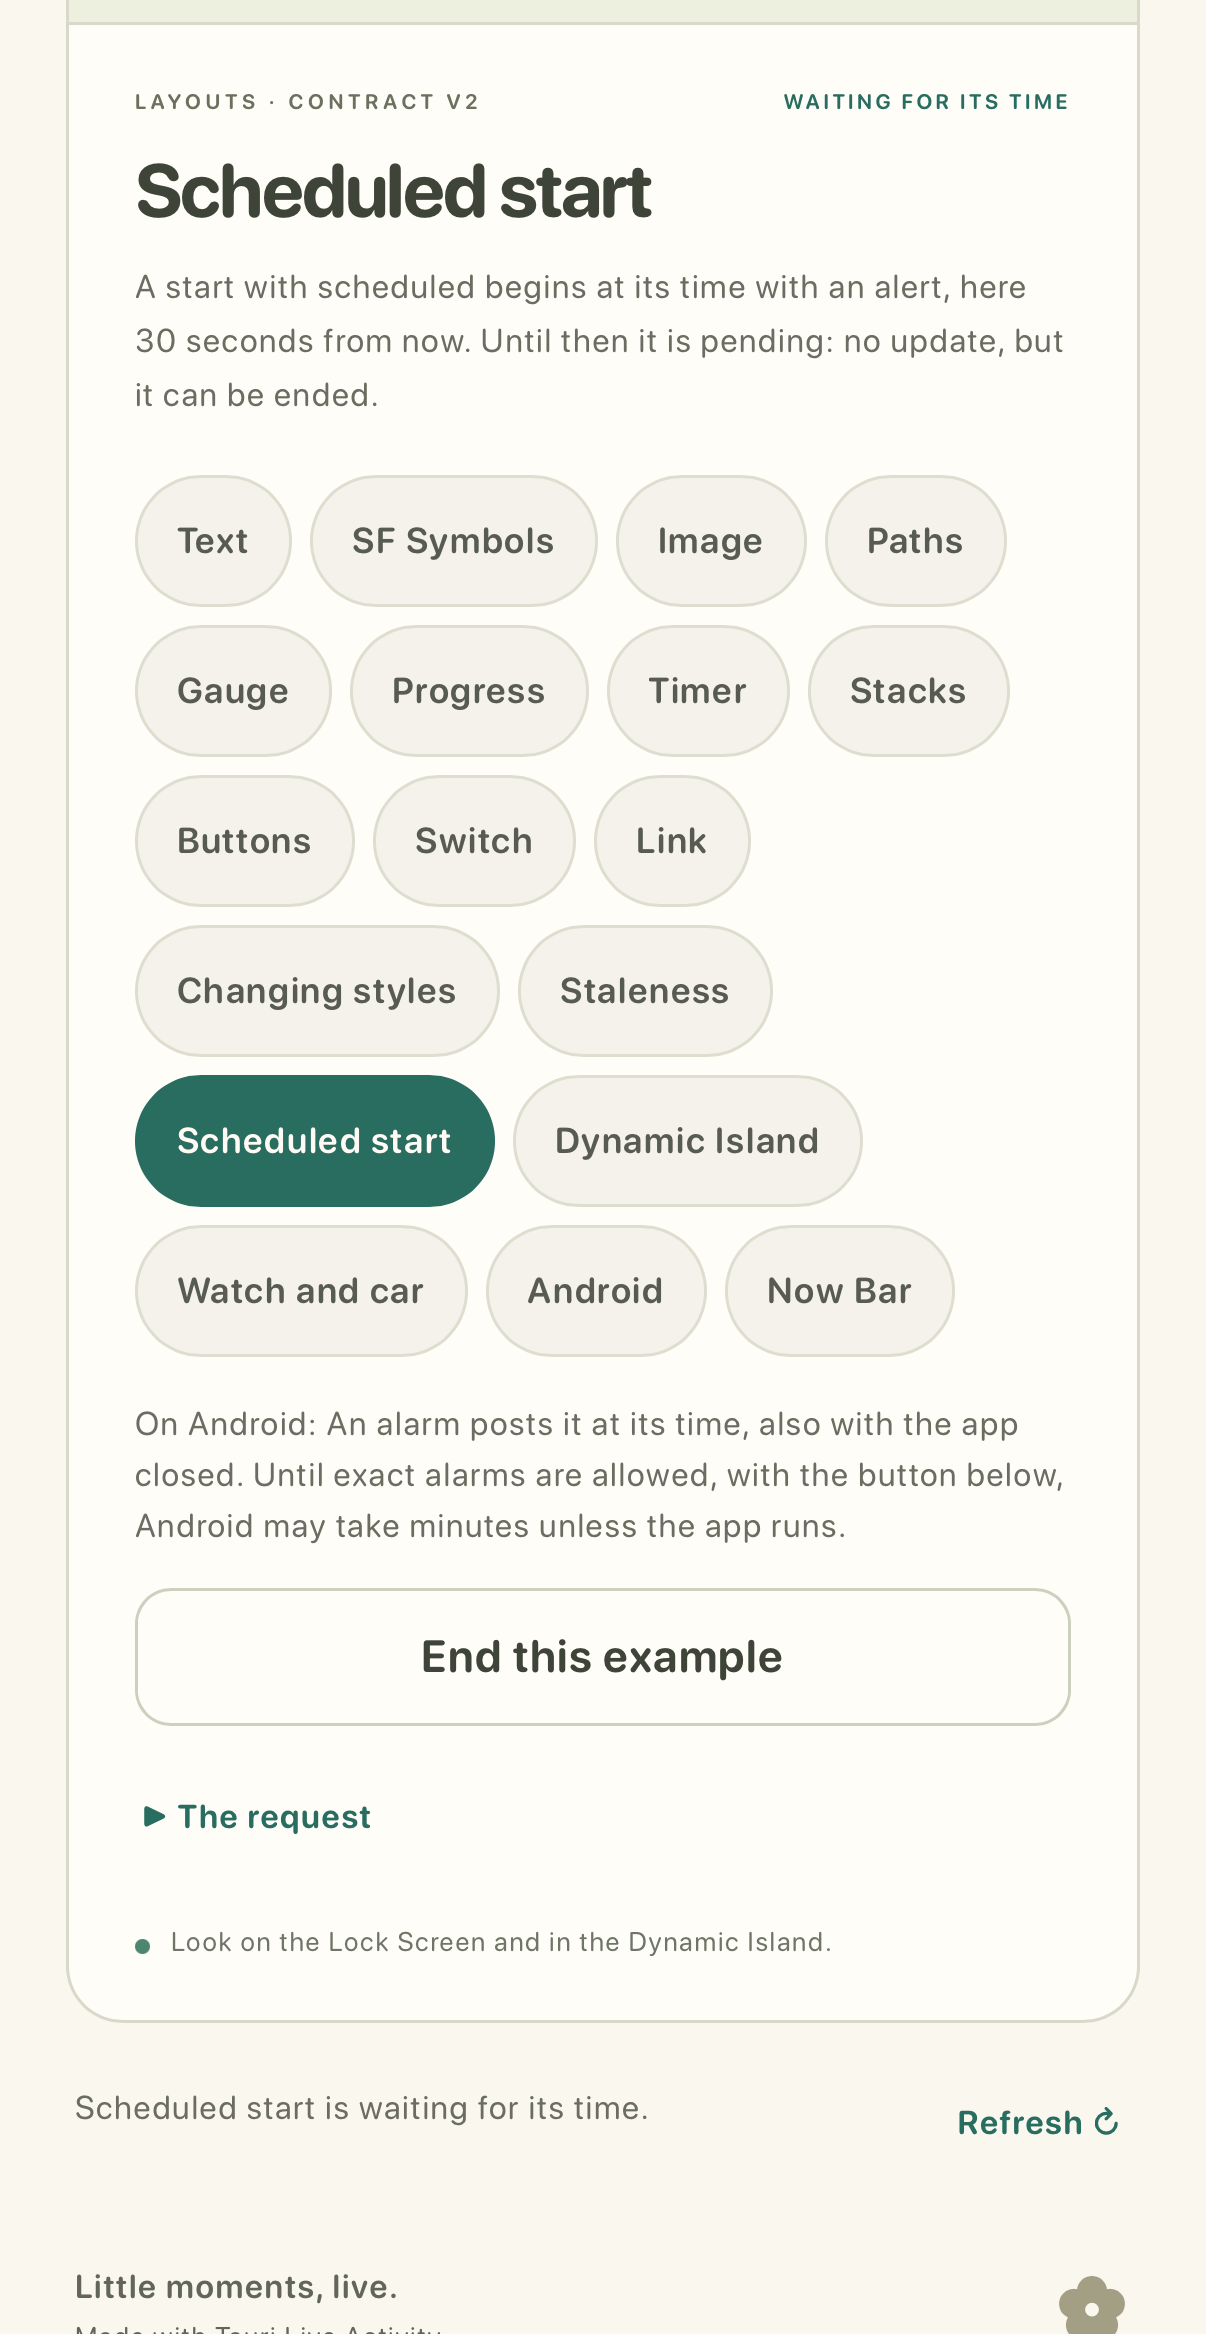 LAYOUTS · CONTRACT V2
WAITING FOR ITS TIME
Scheduled start
A start with scheduled begins at its time with an alert, here
30 seconds from now. Until then it is pending: no update, but
it can be ended.
Text
SF Symbols
Image
Paths
Gauge
Progress
Timer
Stacks
Buttons
Switch
Link
Changing styles
Staleness
Scheduled start
Dynamic Island
Watch and car
Android
Now Bar
On Android: An alarm posts it at its time, also with the app
closed. Until exact alarms are allowed, with the button below,
Android may take minutes unless the app runs.
End this example
▶ The request
Look on the Lock Screen and in the Dynamic Island.
Scheduled start is waiting for its time.
Refresh ↻
Little moments, live.
Made with Tauri Live Activity